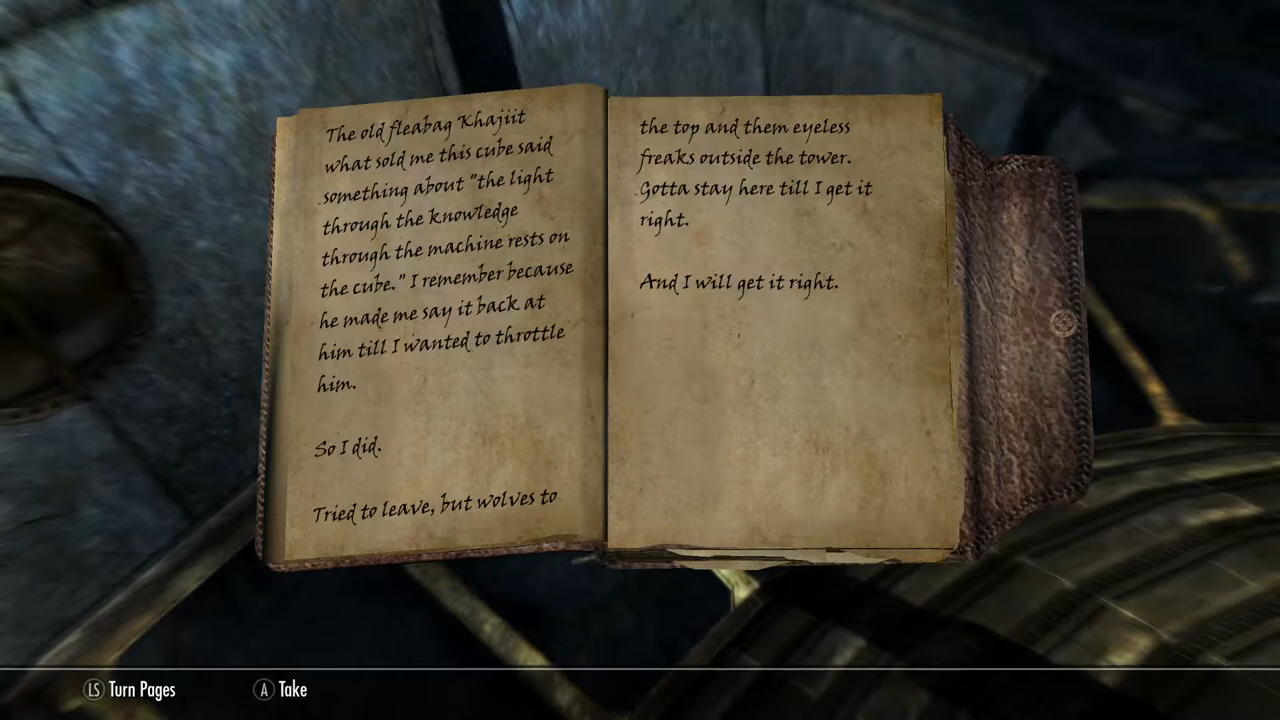 The old fleabag Khajiit
what sold me this cube said
something about "the light
through the knowledge
through the machine rests on
the cube." I remember because
he made me say it back at
him till I wanted to throttle
him.
So I did.
Tried to leave, but wolves to
the top and them eyeless
freaks outside the tower.
Gotta stay here till I get it
right.
And I will get it right.
LS Turn Pages
A Take